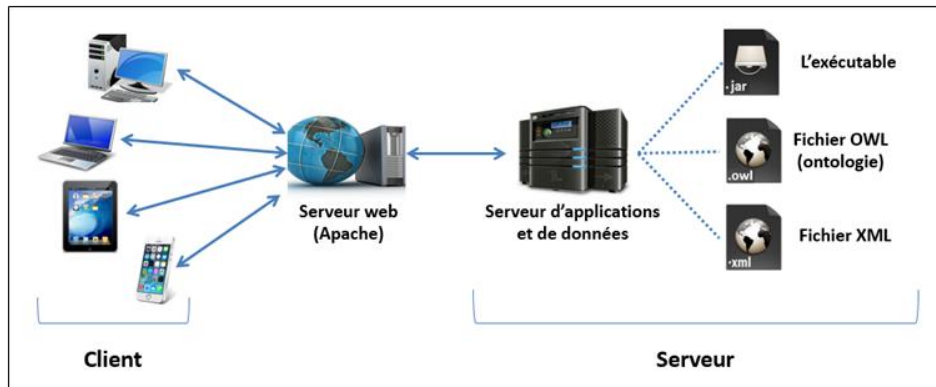 L'exécutable
.jar
Fichier OWL
(ontologie)
.owl
Fichier XML
.xml
Serveur web
(Apache)
Serveur d'applications
et de données
Client
Serveur